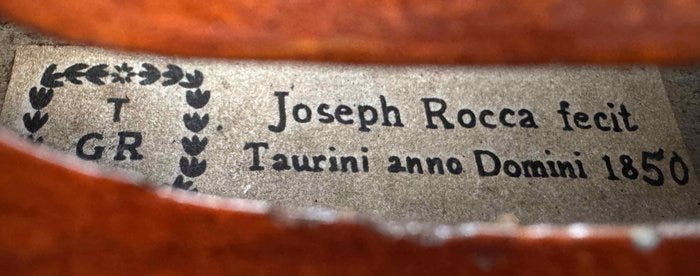 T
GR
Joseph Rocca fecit
Taurini anno Domini 1850